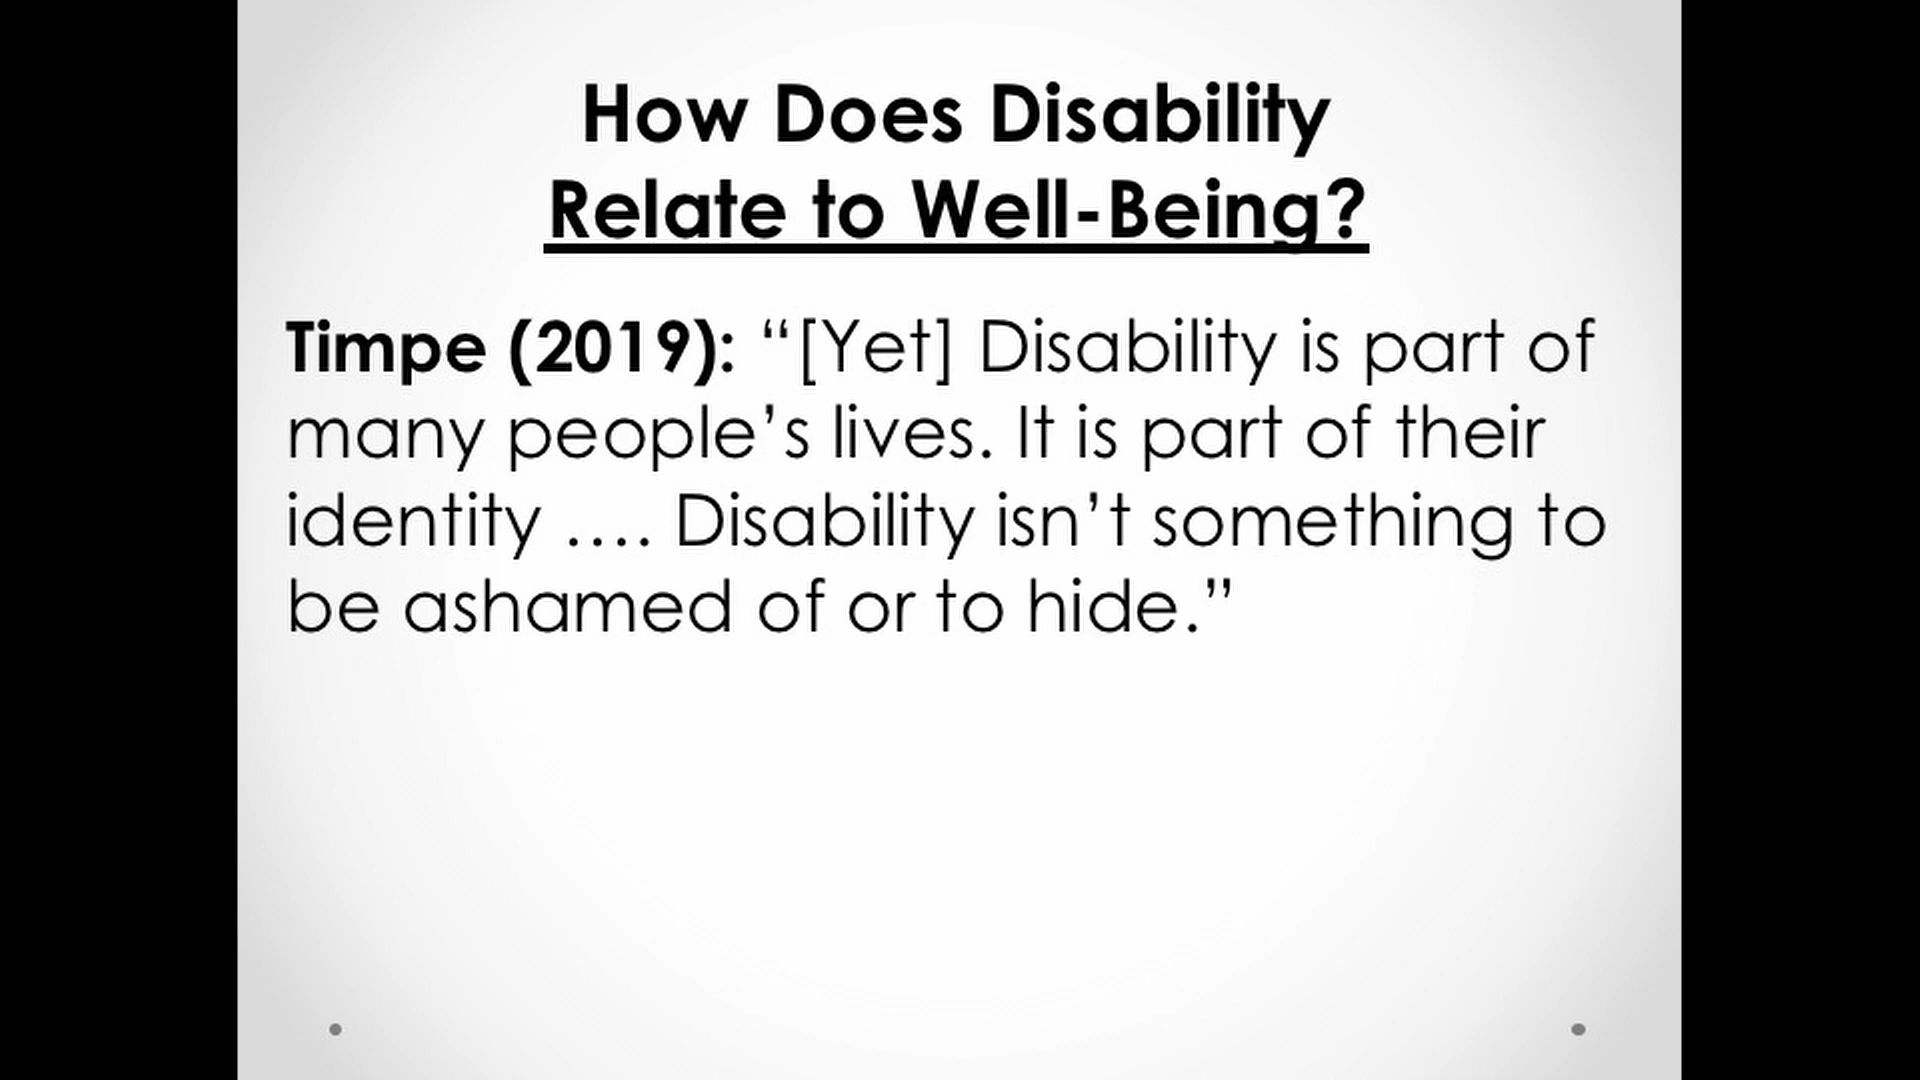 How Does Disability
Relate to Well-Being?
Timpe (2019): “[Yet] Disability is part of
many people’s lives. It is part of their
identity …. Disability isn’t something to
be ashamed of or to hide.”